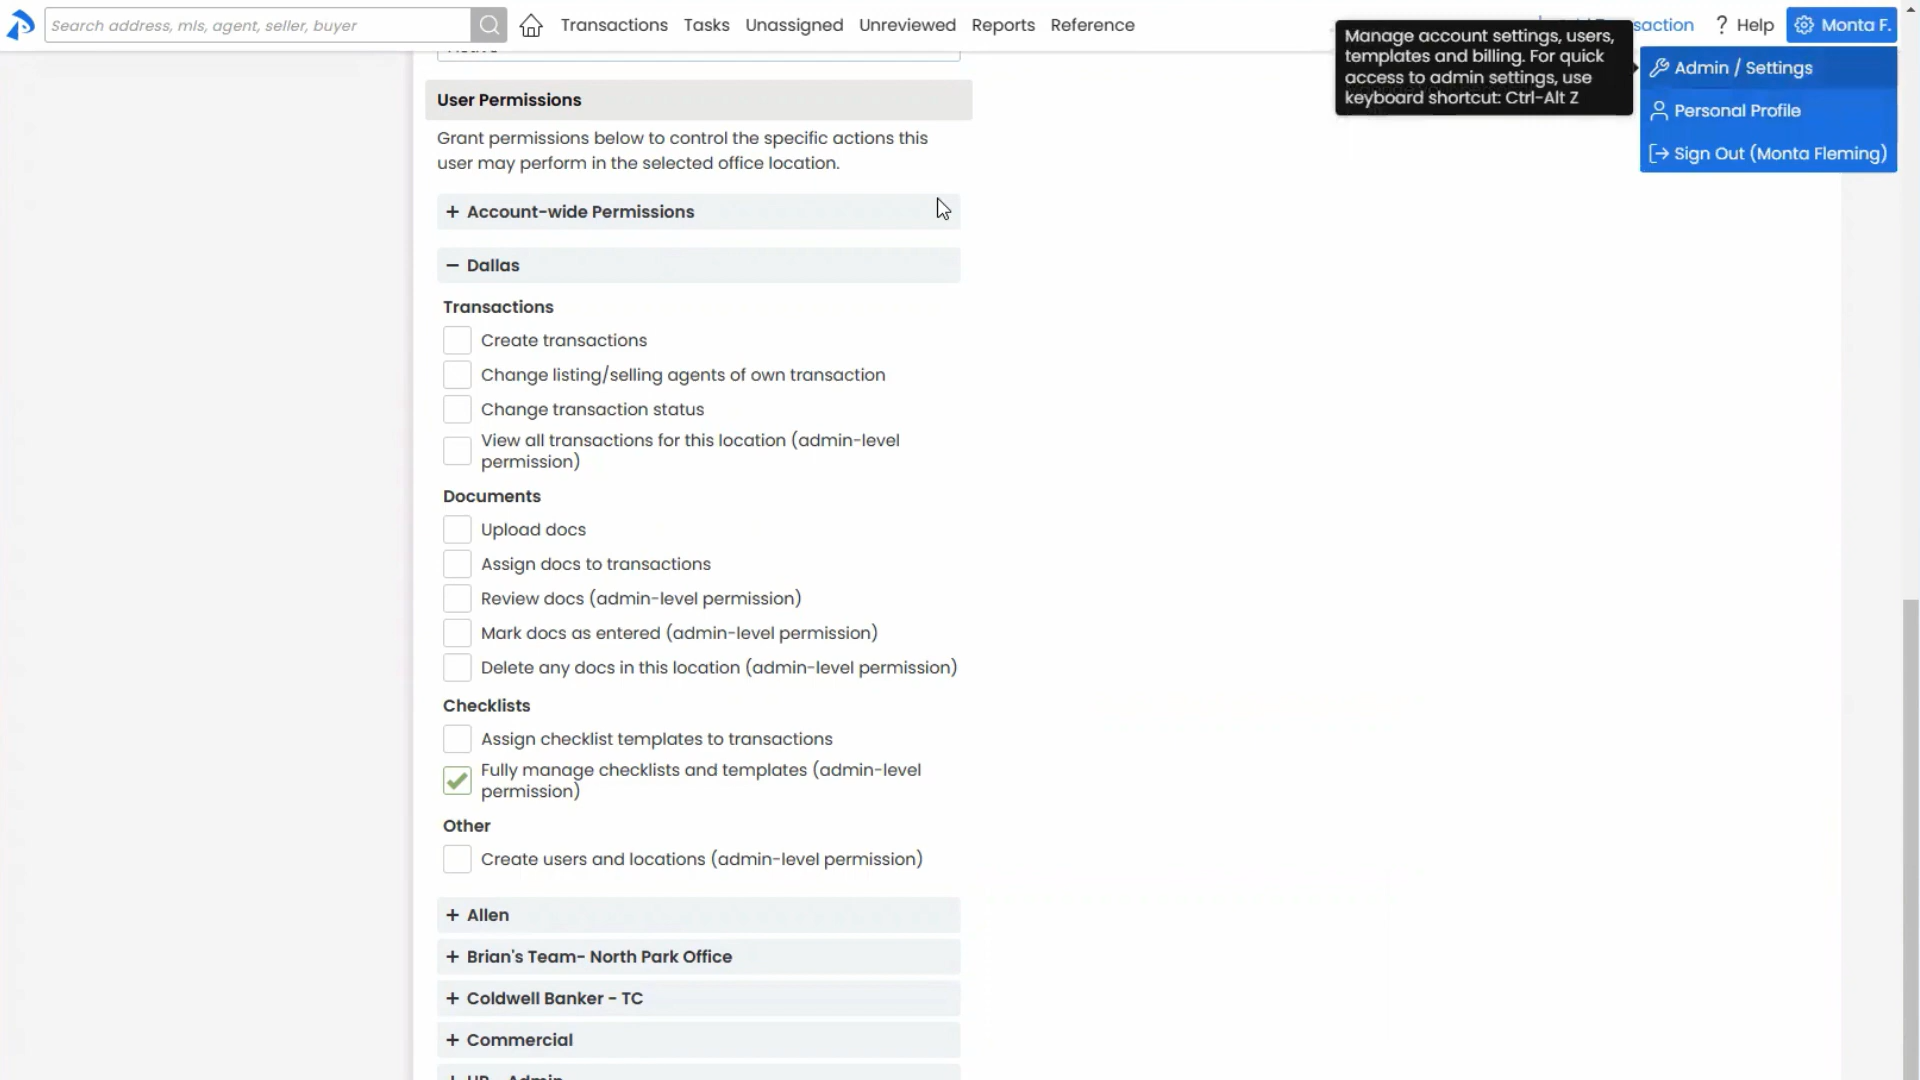 Search address, mls, agent, seller, buyer
Transactions
Tasks
Unassigned
Unreviewed
Reports
Reference
saction
? Help
Monta F.
Manage account settings, users,
templates and billing. For quick
access to admin settings, use
keyboard shortcut: Ctrl-Alt Z
Admin / Settings
Personal Profile
Sign Out (Monta Fleming)
User Permissions
Grant permissions below to control the specific actions this
user may perform in the selected office location.
+ Account-wide Permissions
− Dallas
Transactions
Create transactions
Change listing/selling agents of own transaction
Change transaction status
View all transactions for this location (admin-level
permission)
Documents
Upload docs
Assign docs to transactions
Review docs (admin-level permission)
Mark docs as entered (admin-level permission)
Delete any docs in this location (admin-level permission)
Checklists
Assign checklist templates to transactions
Fully manage checklists and templates (admin-level
permission)
Other
Create users and locations (admin-level permission)
+ Allen
+ Brian's Team- North Park Office
+ Coldwell Banker - TC
+ Commercial